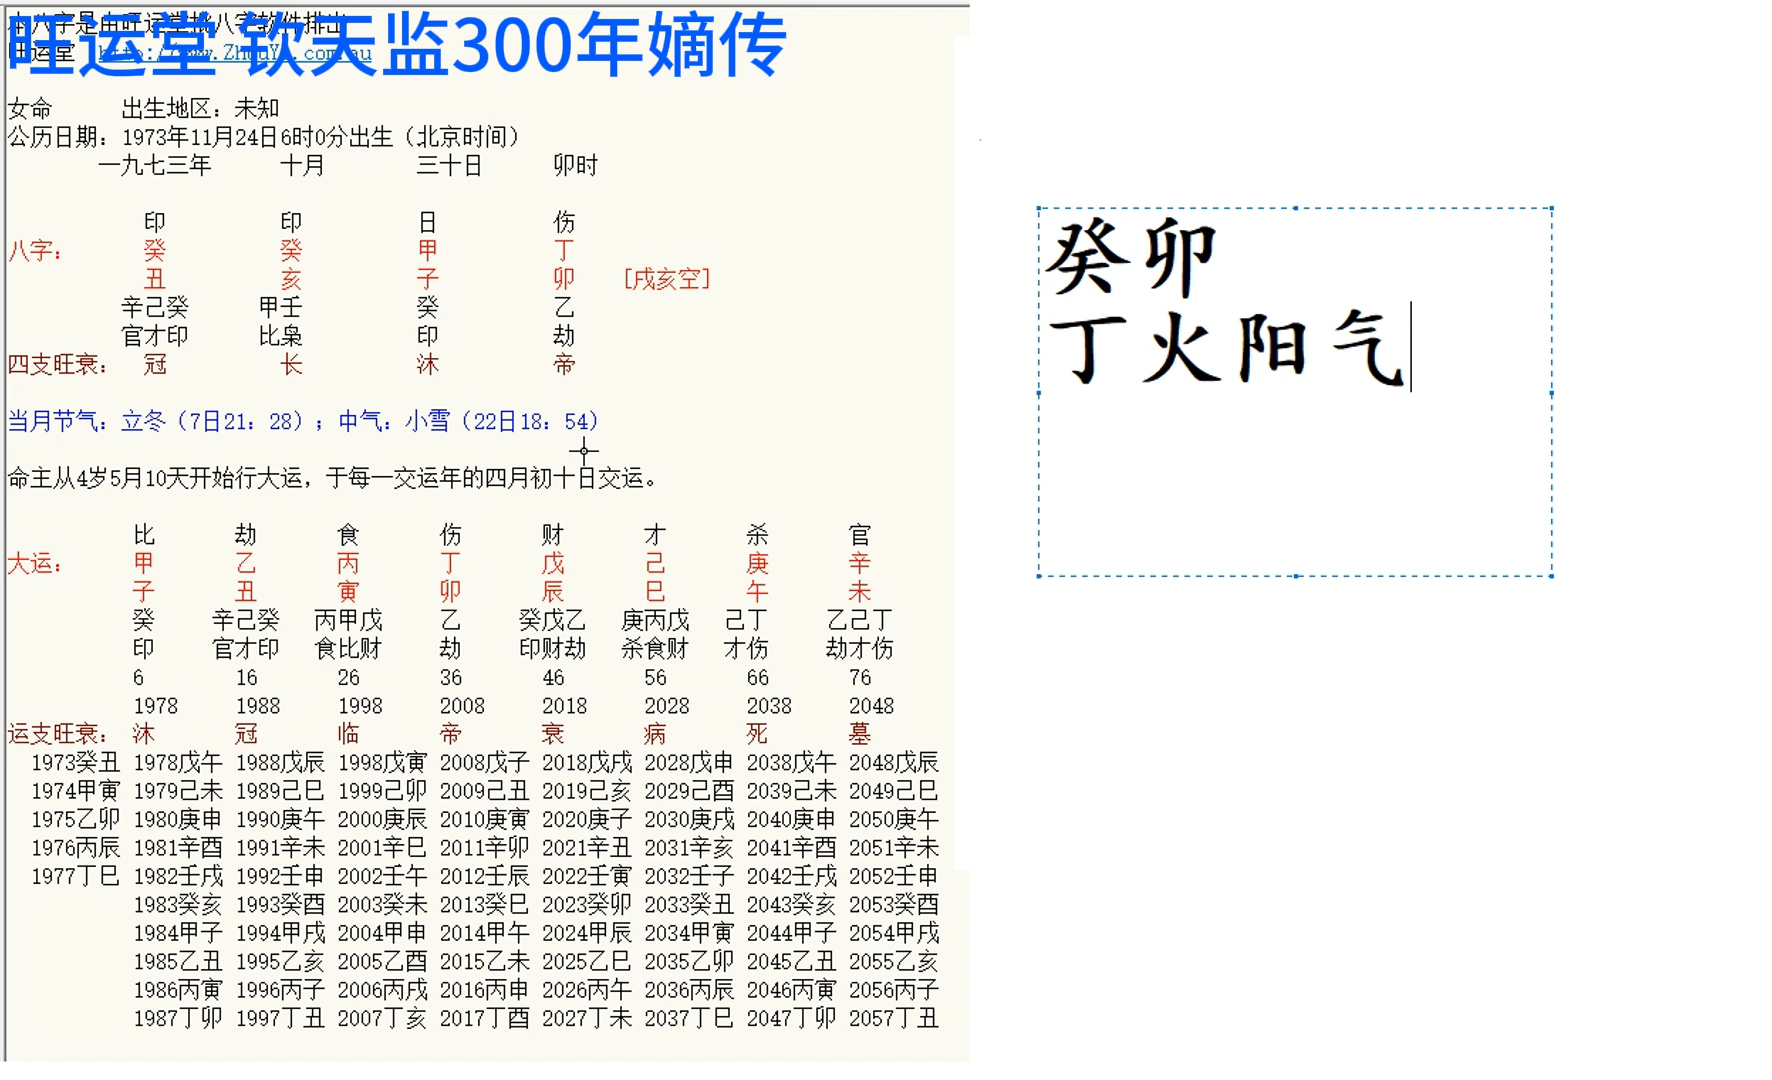 本八字是由旺运堂批八字软件排出
旺运堂 钦天监300年嫡传
旺运堂
女命 出生地区：未知
公历日期：1973年11月24日6时0分出生（北京时间）
一九七三年 十月 三十日 卯时
印 印 日 伤
八字： 癸 癸 甲 丁
丑 亥 子 卯 [戌亥空]
辛己癸 甲壬 癸 乙
官才印 比枭 印 劫
四支旺衰： 冠 长 沐 帝
当月节气：立冬（7日21：28）；中气：小雪（22日18：54）
命主从4岁5月10天开始行大运，于每一交运年的四月初十日交运。
比 劫 食 伤 财 才 杀 官
大运： 甲 乙 丙 丁 戊 己 庚 辛
子 丑 寅 卯 辰 巳 午 未
癸 辛己癸 丙甲戊 乙 癸戊乙 庚丙戊 己丁 乙己丁
印 官才印 食比财 劫 印财劫 杀食财 才伤 劫才伤
6 16 26 36 46 56 66 76
1978 1988 1998 2008 2018 2028 2038 2048
运支旺衰： 沐 冠 临 帝 衰 病 死 墓
1973癸丑 1978戊午 1988戊辰 1998戊寅 2008戊子 2018戊戌 2028戊申 2038戊午 2048戊辰
1974甲寅 1979己未 1989己巳 1999己卯 2009己丑 2019己亥 2029己酉 2039己未 2049己巳
1975乙卯 1980庚申 1990庚午 2000庚辰 2010庚寅 2020庚子 2030庚戌 2040庚申 2050庚午
1976丙辰 1981辛酉 1991辛未 2001辛巳 2011辛卯 2021辛丑 2031辛亥 2041辛酉 2051辛未
1977丁巳 1982壬戌 1992壬申 2002壬午 2012壬辰 2022壬寅 2032壬子 2042壬戌 2052壬申
1983癸亥 1993癸酉 2003癸未 2013癸巳 2023癸卯 2033癸丑 2043癸亥 2053癸酉
1984甲子 1994甲戌 2004甲申 2014甲午 2024甲辰 2034甲寅 2044甲子 2054甲戌
1985乙丑 1995乙亥 2005乙酉 2015乙未 2025乙巳 2035乙卯 2045乙丑 2055乙亥
1986丙寅 1996丙子 2006丙戌 2016丙申 2026丙午 2036丙辰 2046丙寅 2056丙子
1987丁卯 1997丁丑 2007丁亥 2017丁酉 2027丁未 2037丁巳 2047丁卯 2057丁丑
癸卯
丁火阳气